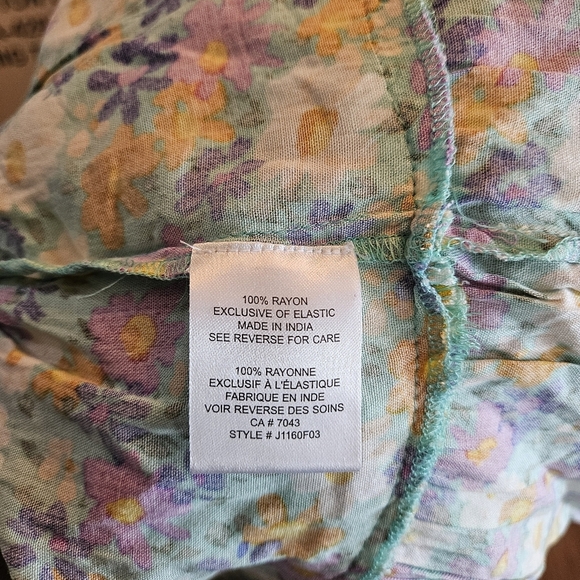 100% RAYON
EXCLUSIVE OF ELASTIC
MADE IN INDIA
SEE REVERSE FOR CARE
100% RAYONNE
EXCLUSIF À L'ÉLASTIQUE
FABRIQUE EN INDE
VOIR REVERSE DES SOINS
CA # 7043
STYLE # J1160F03